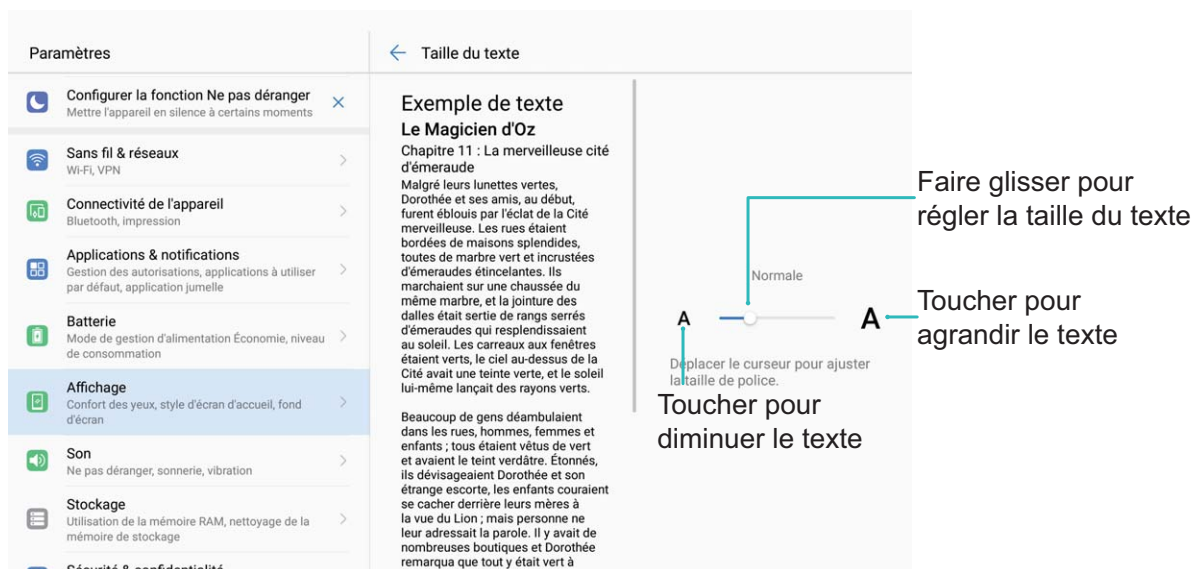 Paramètres
Configurer la fonction Ne pas déranger
Mettre l'appareil en silence à certains moments
Sans fil & réseaux
Wi-Fi, VPN
Connectivité de l'appareil
Bluetooth, impression
Applications & notifications
Gestion des autorisations, applications à utiliser
par défaut, application jumelle
Batterie
Mode de gestion d'alimentation Économie, niveau
de consommation
Affichage
Confort des yeux, style d'écran d'accueil, fond
d'écran
Son
Ne pas déranger, sonnerie, vibration
Stockage
Utilisation de la mémoire RAM, nettoyage de la
mémoire de stockage
Sécurité & confidentialité
Taille du texte
Exemple de texte
Le Magicien d'Oz
Chapitre 11 : La merveilleuse cité
d'émeraude
Malgré leurs lunettes vertes,
Dorothée et ses amis, au début,
furent éblouis par l'éclat de la Cité
merveilleuse. Les rues étaient
bordées de maisons splendides,
toutes de marbre vert et incrustées
d'émeraudes étincelantes. Ils
marchaient sur une chaussée du
même marbre, et la jointure des
dalles était sertie de rangs serrés
d'émeraudes qui resplendissaient
au soleil. Les carreaux aux fenêtres
étaient verts, le ciel au-dessus de la
Cité avait une teinte verte, et le soleil
lui-même lançait des rayons verts.
Beaucoup de gens déambulaient
dans les rues, hommes, femmes et
enfants ; tous étaient vêtus de vert
et avaient le teint verdâtre. Étonnés,
ils dévisageaient Dorothée et son
étrange escorte, les enfants couraient
se cacher derrière leurs mères à
la vue du Lion ; mais personne ne
leur adressait la parole. Il y avait de
nombreuses boutiques et Dorothée
remarqua que tout y était vert à
Normale
A A
Déplacer le curseur pour ajuster
la taille de police.
Faire glisser pour
régler la taille du texte
Toucher pour
agrandir le texte
Toucher pour
diminuer le texte